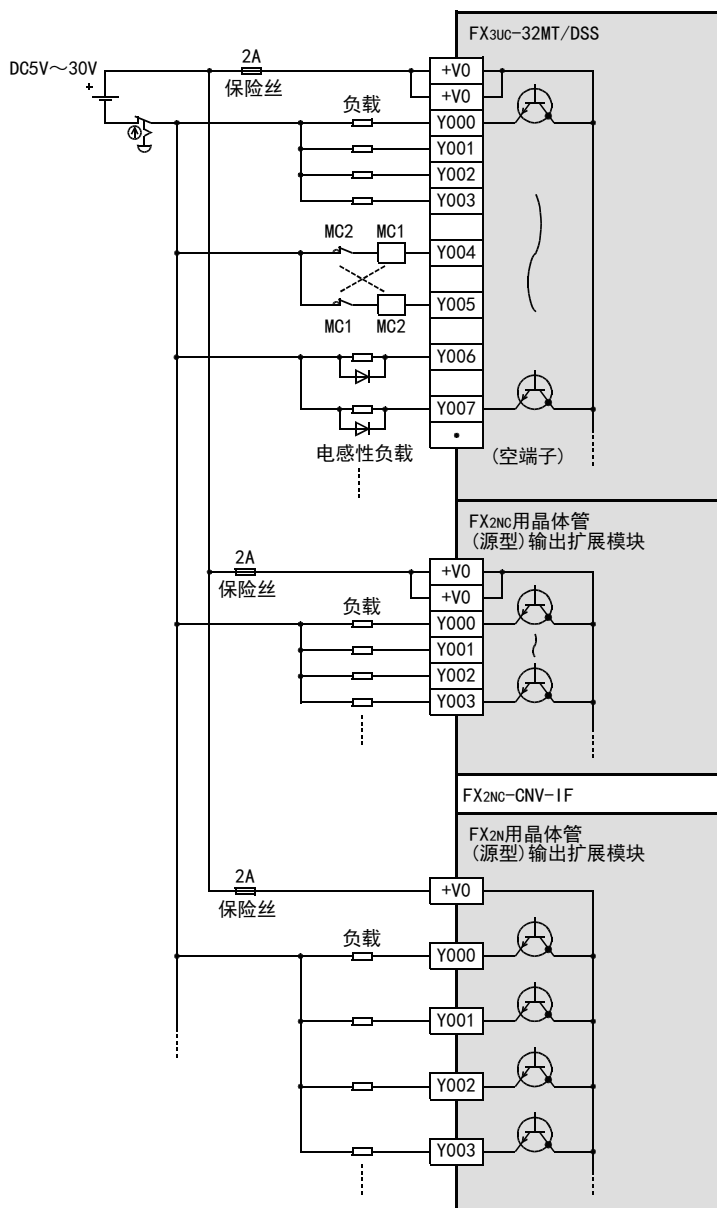 FX3UC-32MT/DSS
2A
DC5V～30V
+
保险丝
+V0
+V0
负载
Y000
Y001
Y002
Y003
MC2 MC1
Y004
Y005
MC1 MC2
Y006
Y007
电感性负载
(空端子)
FX2NC用晶体管
(源型)输出扩展模块
2A
保险丝
+V0
+V0
负载
Y000
Y001
Y002
Y003
FX2NC-CNV-IF
FX2N用晶体管
(源型)输出扩展模块
2A
保险丝
+V0
负载
Y000
Y001
Y002
Y003